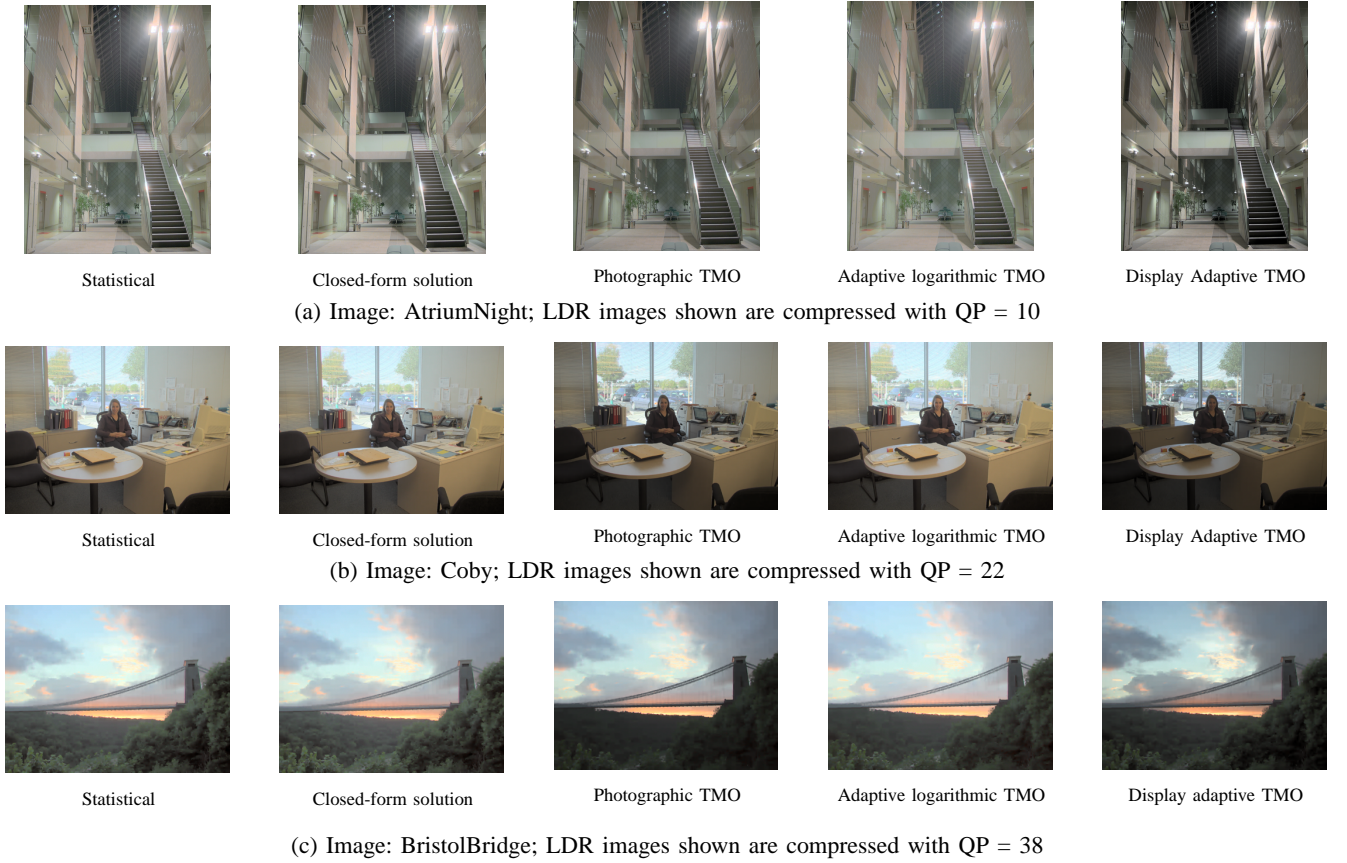 Statistical
Closed-form solution
Photographic TMO
Adaptive logarithmic TMO
Display Adaptive TMO
(a) Image: AtriumNight; LDR images shown are compressed with QP = 10
Statistical
Closed-form solution
Photographic TMO
Adaptive logarithmic TMO
Display Adaptive TMO
(b) Image: Coby; LDR images shown are compressed with QP = 22
Statistical
Closed-form solution
Photographic TMO
Adaptive logarithmic TMO
Display adaptive TMO
(c) Image: BristolBridge; LDR images shown are compressed with QP = 38